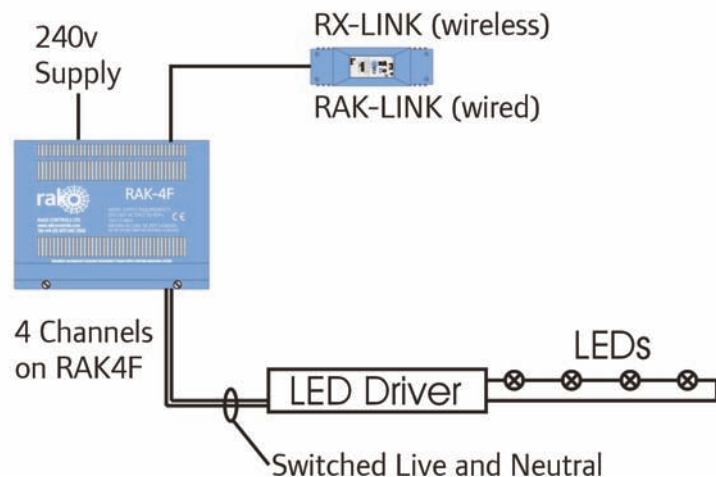 240v
Supply
RX-LINK (wireless)
RAK-LINK (wired)
rako
RAK-4F
CE
4 Channels
on RAK4F
LED Driver
LEDs
Switched Live and Neutral